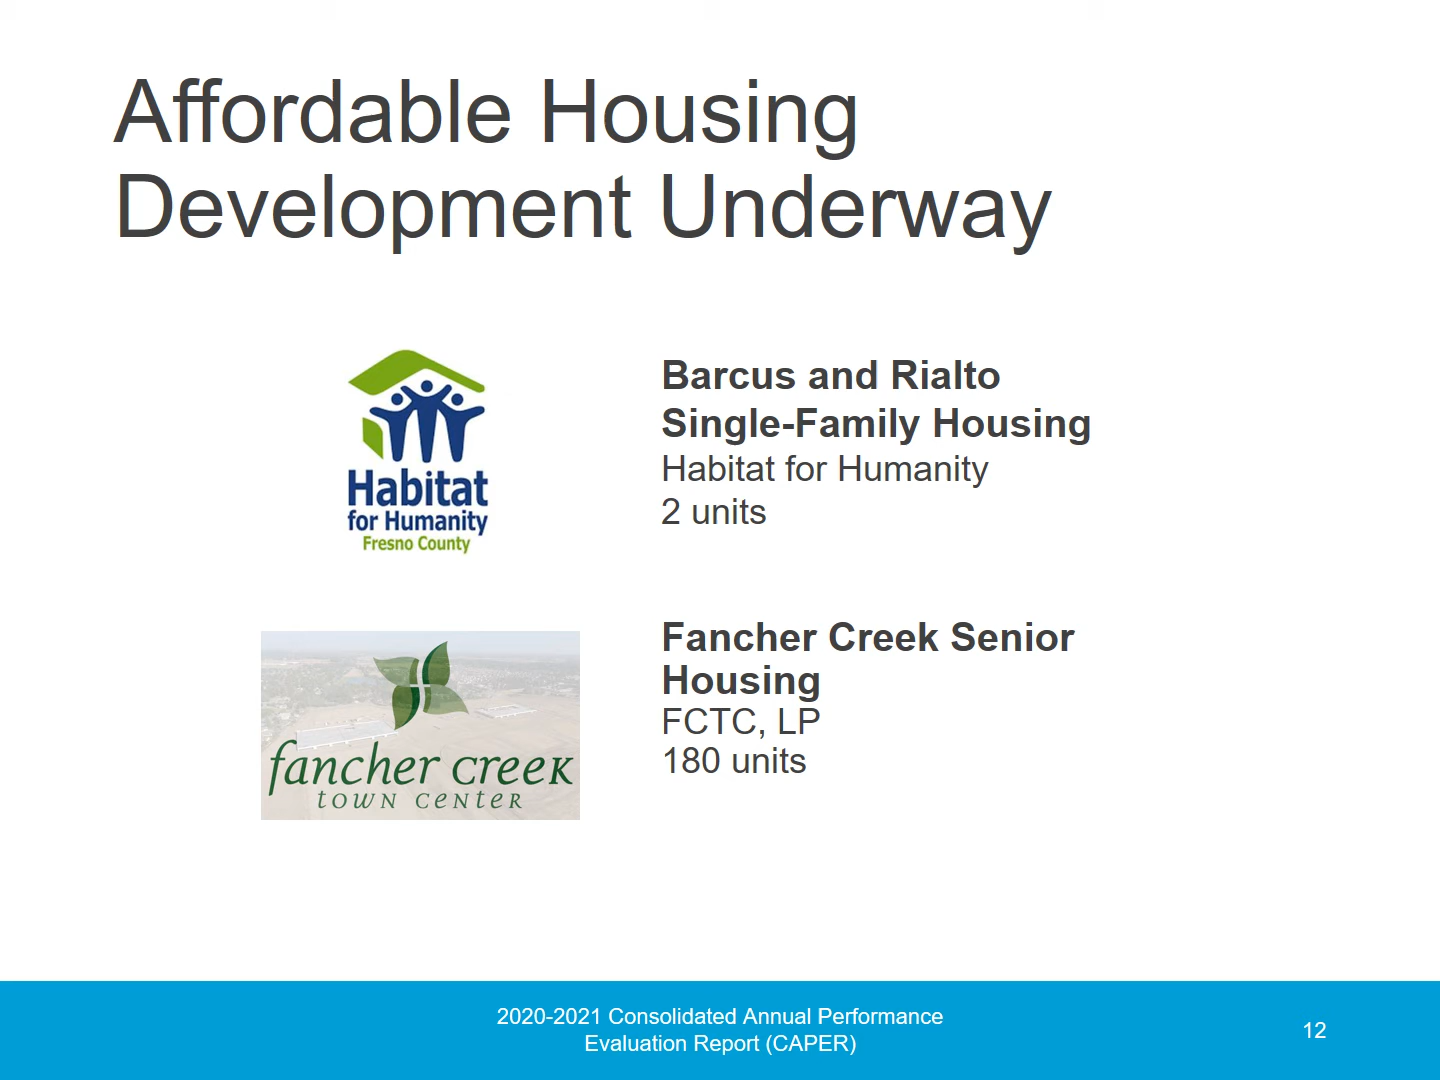 Affordable Housing
Development Underway
Habitat
for Humanity
Fresno County
Barcus and Rialto
Single-Family Housing
Habitat for Humanity
2 units
fancher creek
town center
Fancher Creek Senior
Housing
FCTC, LP
180 units
2020-2021 Consolidated Annual Performance
Evaluation Report (CAPER)
12